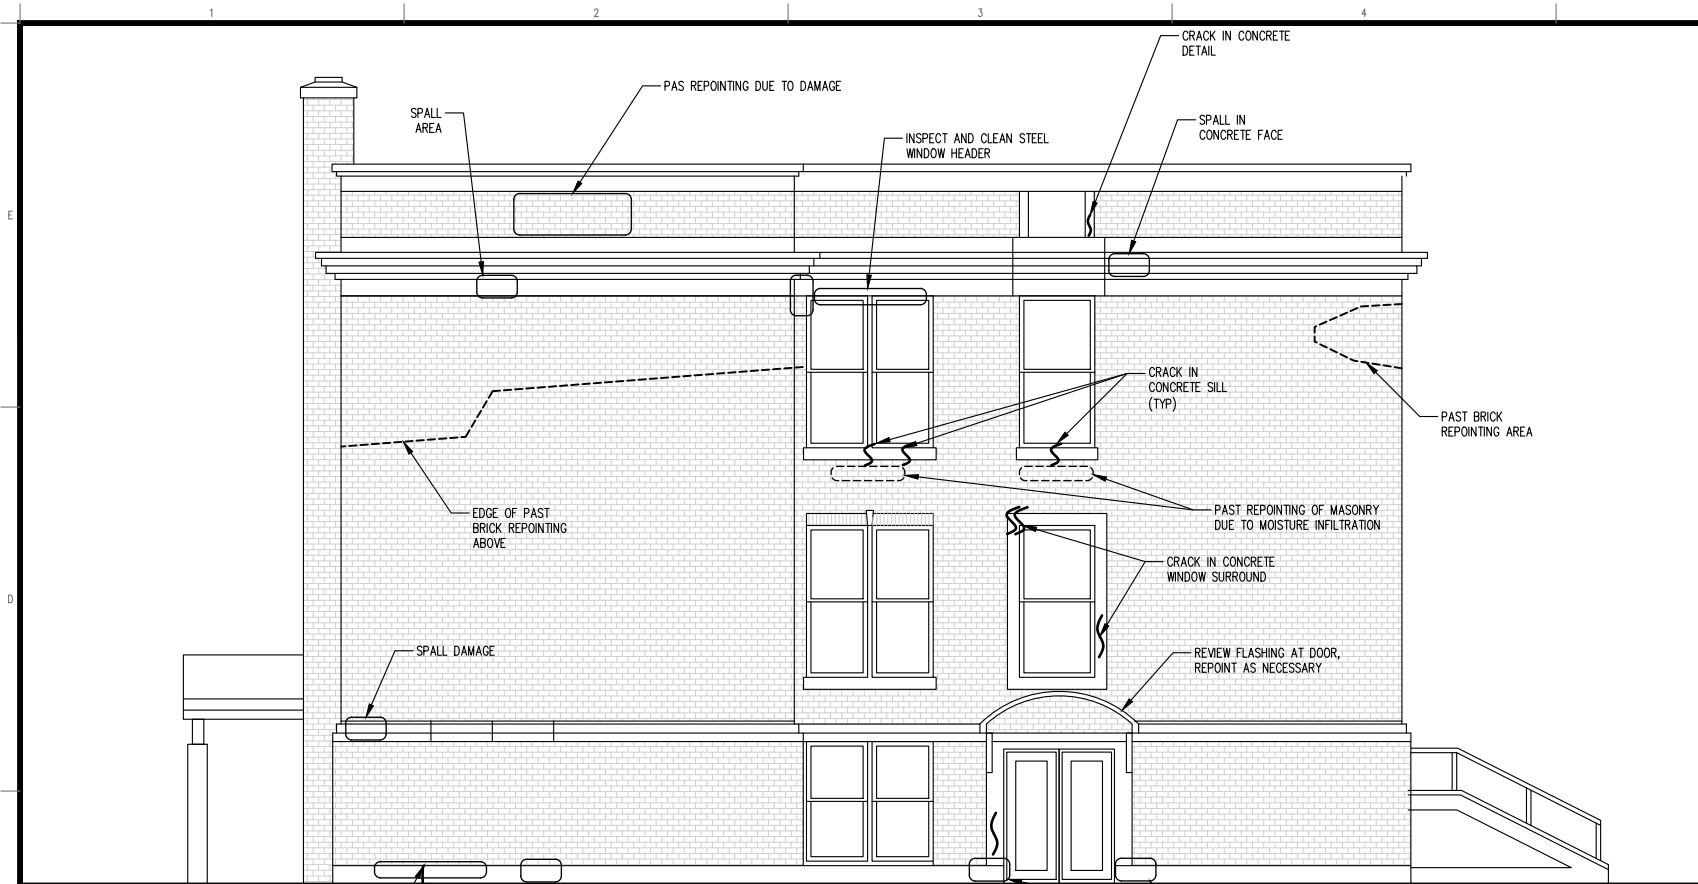 1 2 3 4
CRACK IN CONCRETE
DETAIL
PAS REPOINTING DUE TO DAMAGE
SPALL
AREA
SPALL IN
CONCRETE FACE
INSPECT AND CLEAN STEEL
WINDOW HEADER
E
CRACK IN
CONCRETE SILL
(TYP)
PAST BRICK
REPOINTING AREA
EDGE OF PAST
BRICK REPOINTING
ABOVE
PAST REPOINTING OF MASONRY
DUE TO MOISTURE INFILTRATION
CRACK IN CONCRETE
WINDOW SURROUND
D
SPALL DAMAGE
REVIEW FLASHING AT DOOR,
REPOINT AS NECESSARY